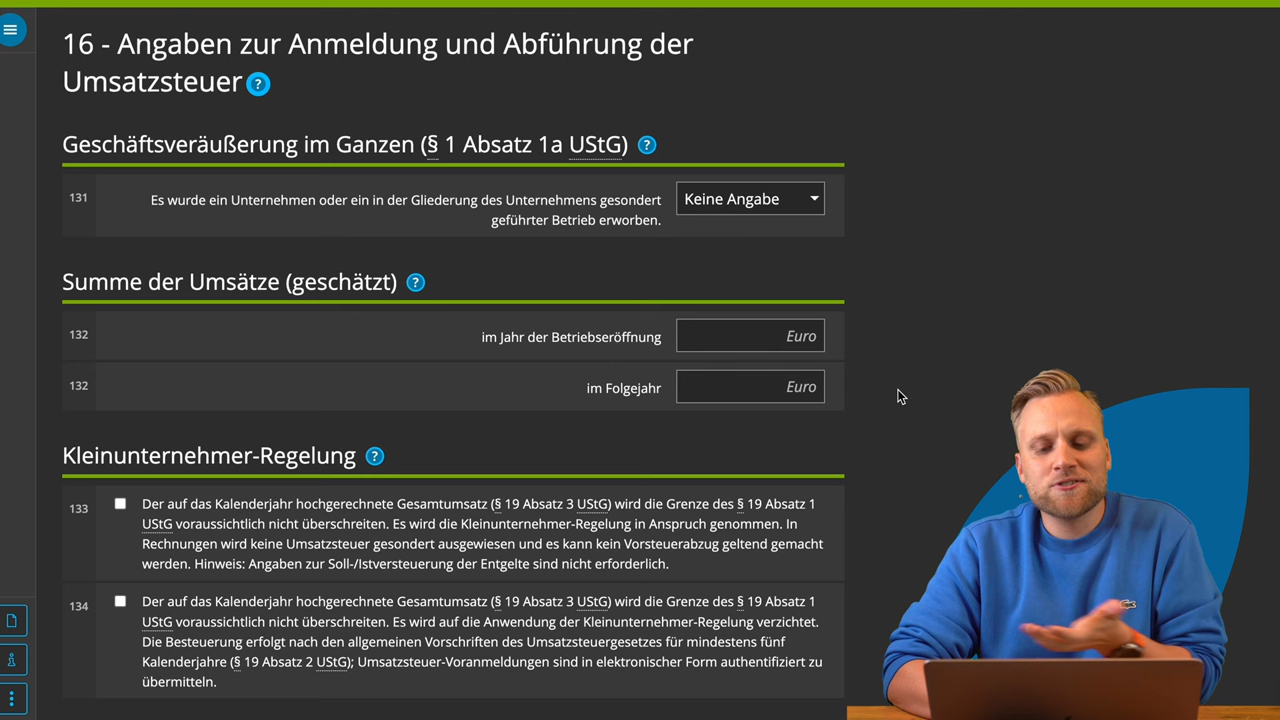 16 - Angaben zur Anmeldung und Abführung der
Umsatzsteuer ?
Geschäftsveräußerung im Ganzen (§ 1 Absatz 1a UStG) ?
131
Es wurde ein Unternehmen oder ein in der Gliederung des Unternehmens gesondert
geführter Betrieb erworben.
Keine Angabe
Summe der Umsätze (geschätzt) ?
132
im Jahr der Betriebseröffnung
Euro
132
im Folgejahr
Euro
Kleinunternehmer-Regelung ?
133
Der auf das Kalenderjahr hochgerechnete Gesamtumsatz (§ 19 Absatz 3 UStG) wird die Grenze des § 19 Absatz 1
UStG voraussichtlich nicht überschreiten. Es wird die Kleinunternehmer-Regelung in Anspruch genommen. In
Rechnungen wird keine Umsatzsteuer gesondert ausgewiesen und es kann kein Vorsteuerabzug geltend gemacht
werden. Hinweis: Angaben zur Soll-/Istversteuerung der Entgelte sind nicht erforderlich.
134
Der auf das Kalenderjahr hochgerechnete Gesamtumsatz (§ 19 Absatz 3 UStG) wird die Grenze des § 19 Absatz 1
UStG voraussichtlich nicht überschreiten. Es wird auf die Anwendung der Kleinunternehmer-Regelung verzichtet.
Die Besteuerung erfolgt nach den allgemeinen Vorschriften des Umsatzsteuergesetzes für mindestens fünf
Kalenderjahre (§ 19 Absatz 2 UStG); Umsatzsteuer-Voranmeldungen sind in elektronischer Form authentifiziert zu
übermitteln.